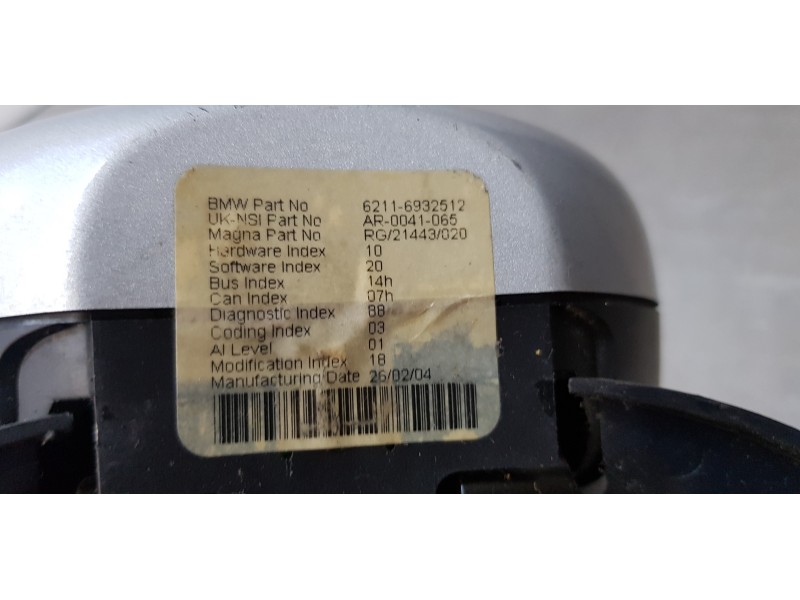 BMW Part No 6211-6932512
UK-NSI Part No AR-0041-065
Magna Part No RG/21443/020
Hardware Index 10
Software Index 20
Bus Index 14h
Can Index 07h
Diagnostic Index 88
Coding Index 03
AI Level 01
Modification Index 18
Manufacturing Date 26/02/04